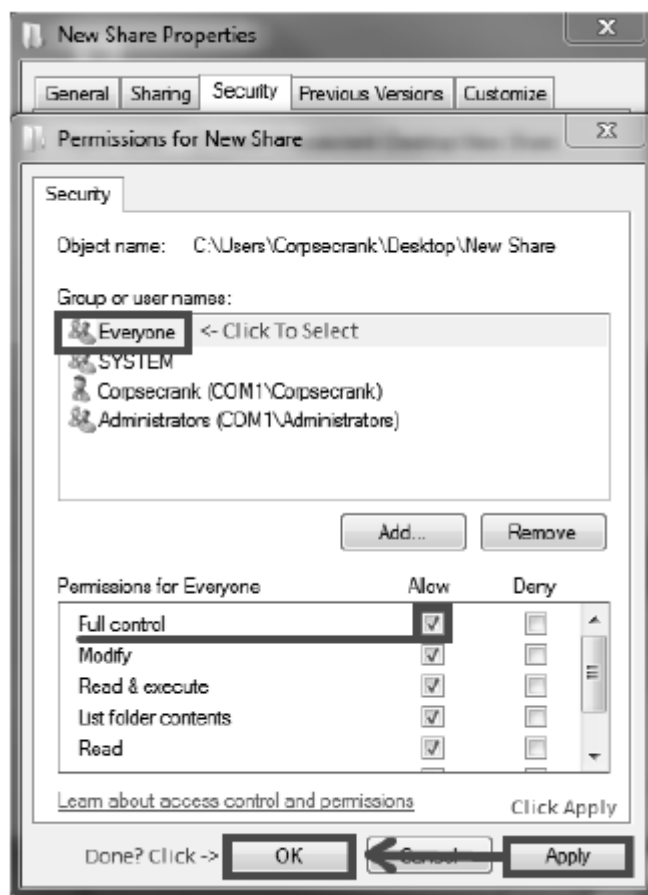 New Share Properties
General Sharing Security Previous Versions Customize
Permissions for New Share
Security
Object name: C:\Users\Corpsecrank\Desktop\New Share
Group or user names:
Everyone <- Click To Select
SYSTEM
Corpsecrank (COM1\Corpsecrank)
Administrators (COM1\Administrators)
Add... Remove
Permissions for Everyone Allow Deny
Full control
Modify
Read & execute
List folder contents
Read
Learn about access control and permissions Click Apply
Done? Click -> OK Cancel Apply